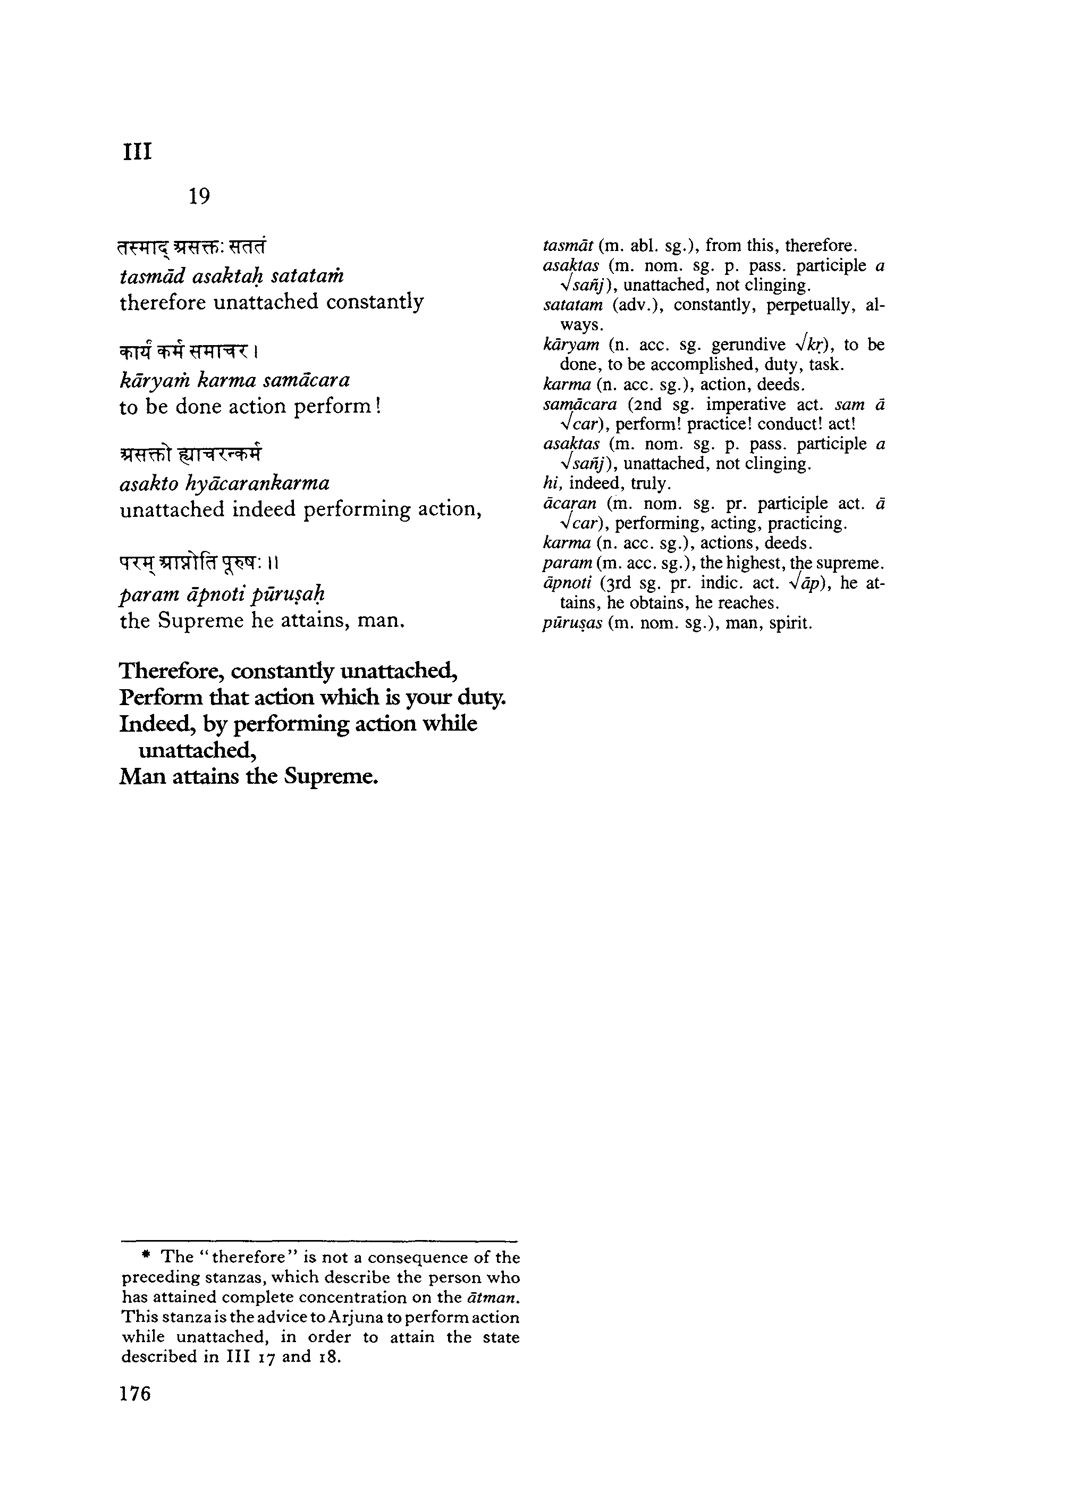 III
19
तस्माद् असक्तः सततं
tasmād asaktaḥ satataṁ
therefore unattached constantly
कार्यं कर्म समाचर ।
kāryaṁ karma samācara
to be done action perform!
असक्तो ह्याचरन्कर्म
asakto hyācarankarma
unattached indeed performing action,
परम् आप्नोति पूरुषः ॥
param āpnoti pūruṣaḥ
the Supreme he attains, man.
Therefore, constantly unattached,
Perform that action which is your duty.
Indeed, by performing action while
unattached,
Man attains the Supreme.
tasmāt (m. abl. sg.), from this, therefore.
asaktas (m. nom. sg. p. pass. participle a
√sañj), unattached, not clinging.
satatam (adv.), constantly, perpetually, al-
ways.
kāryam (n. acc. sg. gerundive √kṛ), to be
done, to be accomplished, duty, task.
karma (n. acc. sg.), action, deeds.
samācara (2nd sg. imperative act. sam ā
√car), perform! practice! conduct! act!
asaktas (m. nom. sg. p. pass. participle a
√sañj), unattached, not clinging.
hi, indeed, truly.
ācaran (m. nom. sg. pr. participle act. ā
√car), performing, acting, practicing.
karma (n. acc. sg.), actions, deeds.
param (m. acc. sg.), the highest, the supreme.
āpnoti (3rd sg. pr. indic. act. √āp), he at-
tains, he obtains, he reaches.
pūruṣas (m. nom. sg.), man, spirit.
* The “therefore” is not a consequence of the
preceding stanzas, which describe the person who
has attained complete concentration on the ātman.
This stanza is the advice to Arjuna to perform action
while unattached, in order to attain the state
described in III 17 and 18.
176